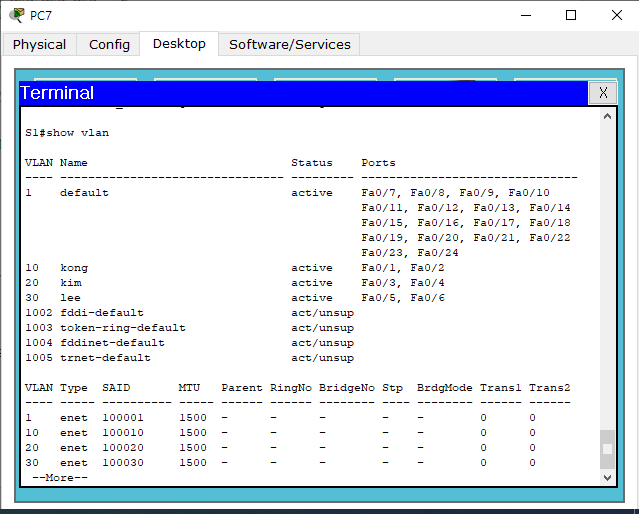 PC7
Physical Config Desktop Software/Services
Terminal X
S1#show vlan
VLAN Name Status Ports
---- -------------------------------- --------- -------------------------------
1 default active Fa0/7, Fa0/8, Fa0/9, Fa0/10
Fa0/11, Fa0/12, Fa0/13, Fa0/14
Fa0/15, Fa0/16, Fa0/17, Fa0/18
Fa0/19, Fa0/20, Fa0/21, Fa0/22
Fa0/23, Fa0/24
10 kong active Fa0/1, Fa0/2
20 kim active Fa0/3, Fa0/4
30 lee active Fa0/5, Fa0/6
1002 fddi-default act/unsup
1003 token-ring-default act/unsup
1004 fddinet-default act/unsup
1005 trnet-default act/unsup
VLAN Type SAID MTU Parent RingNo BridgeNo Stp BrdgMode Trans1 Trans2
---- ----- ---------- ----- ------ ------ -------- ---- -------- ------ ------
1 enet 100001 1500 - - - - - 0 0
10 enet 100010 1500 - - - - - 0 0
20 enet 100020 1500 - - - - - 0 0
30 enet 100030 1500 - - - - - 0 0
--More--